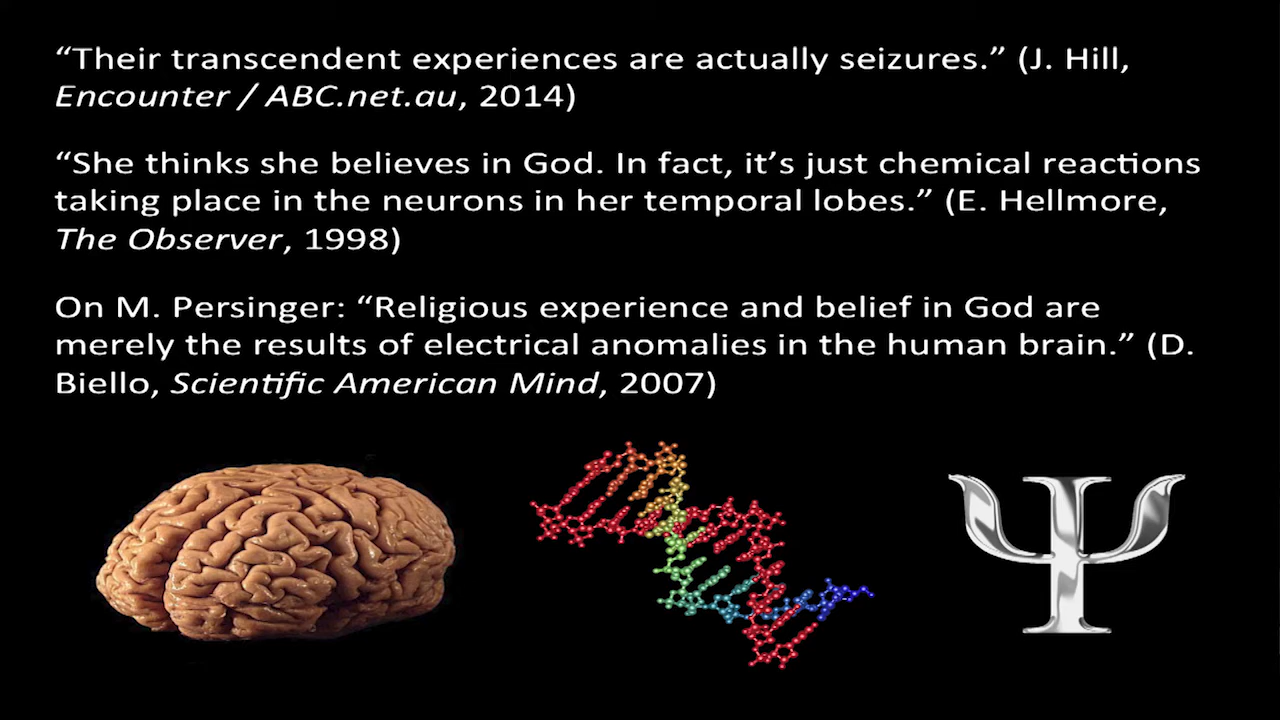 “Their transcendent experiences are actually seizures.” (J. Hill,
Encounter / ABC.net.au, 2014)
“She thinks she believes in God. In fact, it’s just chemical reactions
taking place in the neurons in her temporal lobes.” (E. Hellmore,
The Observer, 1998)
On M. Persinger: “Religious experience and belief in God are
merely the results of electrical anomalies in the human brain.” (D.
Biello, Scientific American Mind, 2007)
Ψ